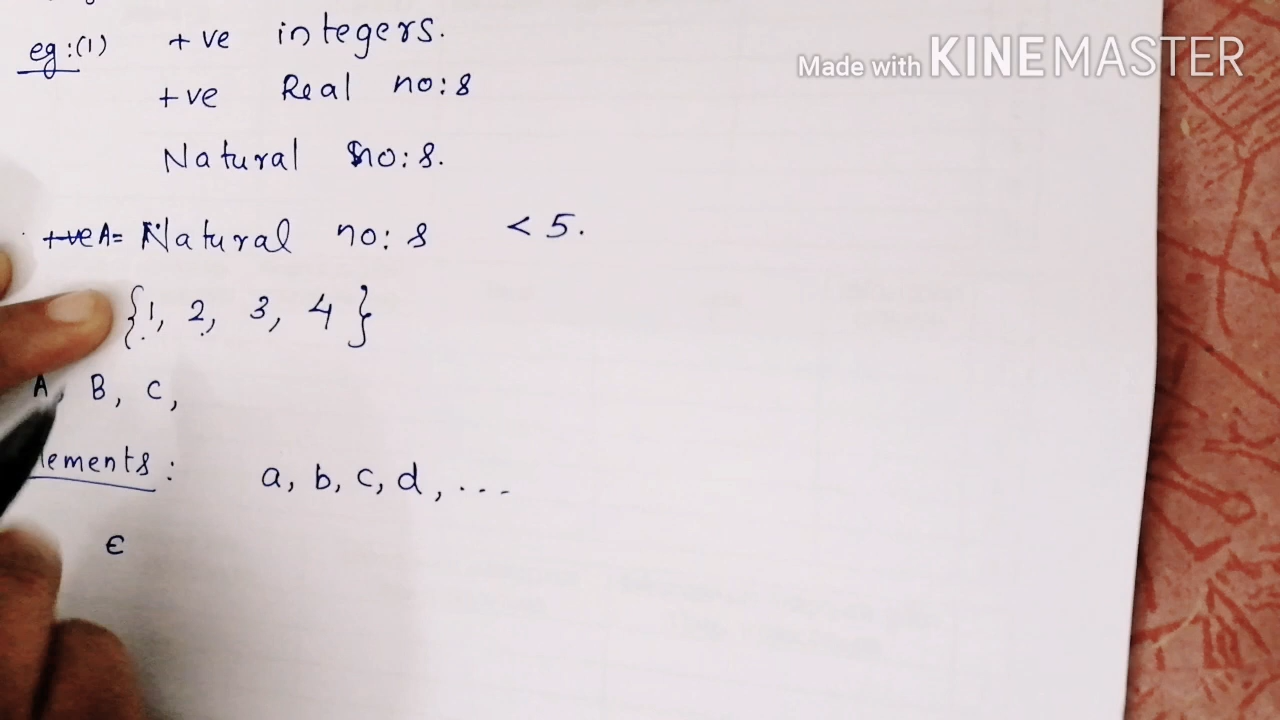 eg:(1) +ve integers.
Made with KINEMASTER
+ve Real no:s
Natural no:s.
A= Natural no:s < 5.
{1, 2, 3, 4}
A, B, C,
lements : a, b, c, d, ...
∈